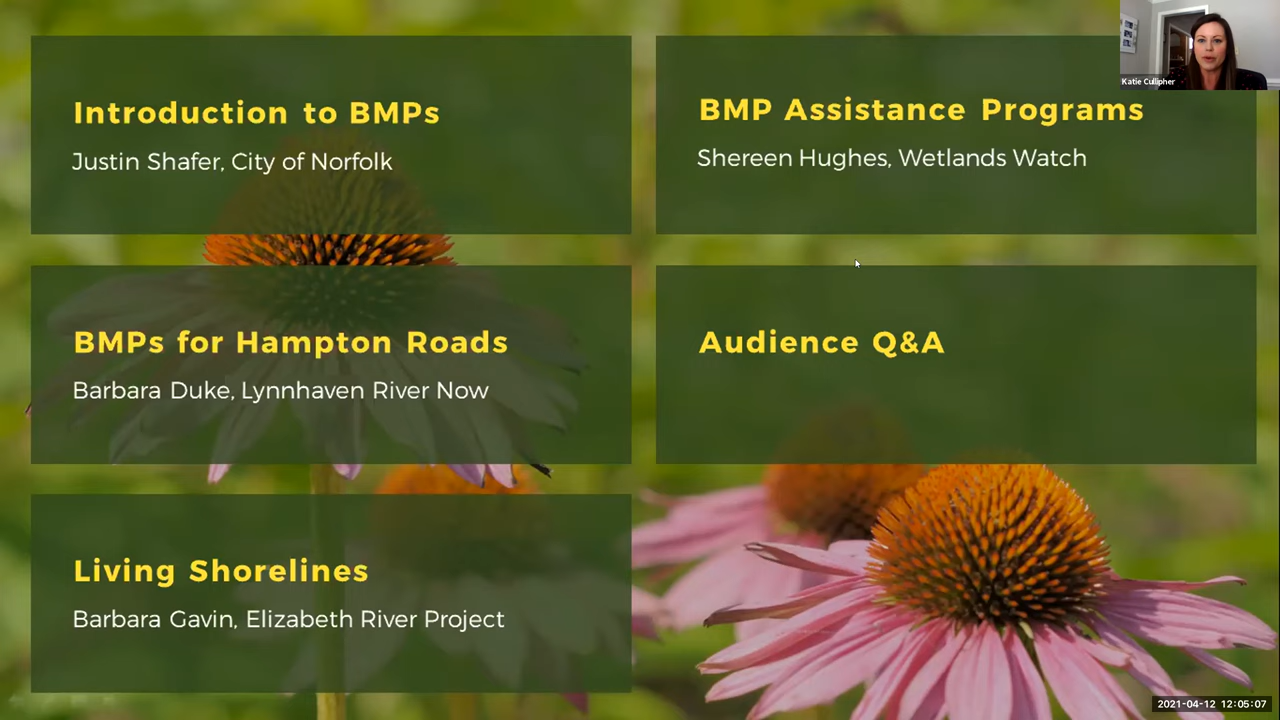 Introduction to BMPs
Justin Shafer, City of Norfolk
BMPs for Hampton Roads
Barbara Duke, Lynnhaven River Now
Living Shorelines
Barbara Gavin, Elizabeth River Project
BMP Assistance Programs
Shereen Hughes, Wetlands Watch
Audience Q&A
Katie Cullipher
2021-04-12 12:05:07